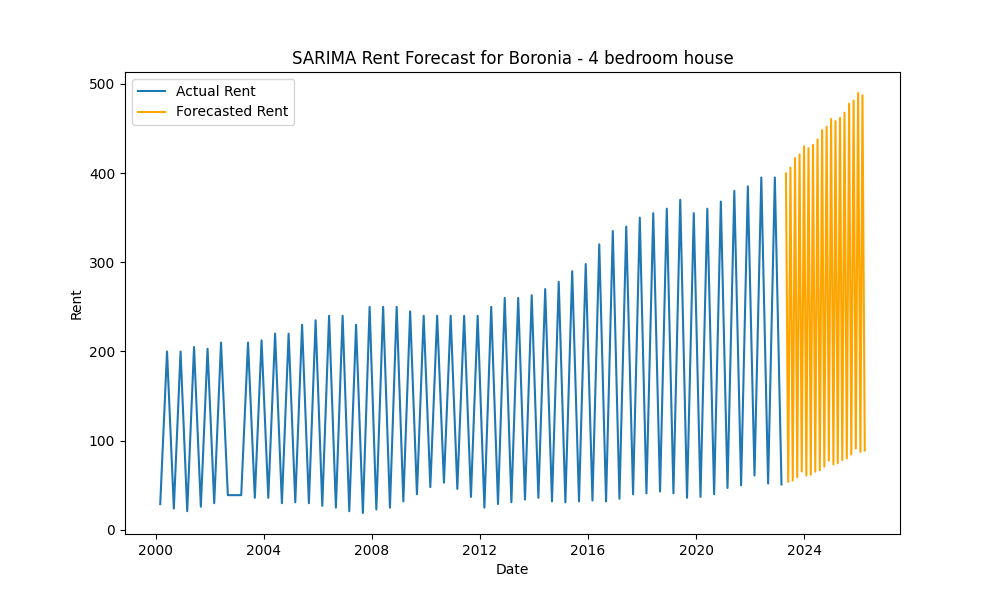 SARIMA Rent Forecast for Boronia - 4 bedroom house
Actual Rent
Forecasted Rent
500
400
300
200
100
0
Rent
2000 2004 2008 2012 2016 2020 2024
Date